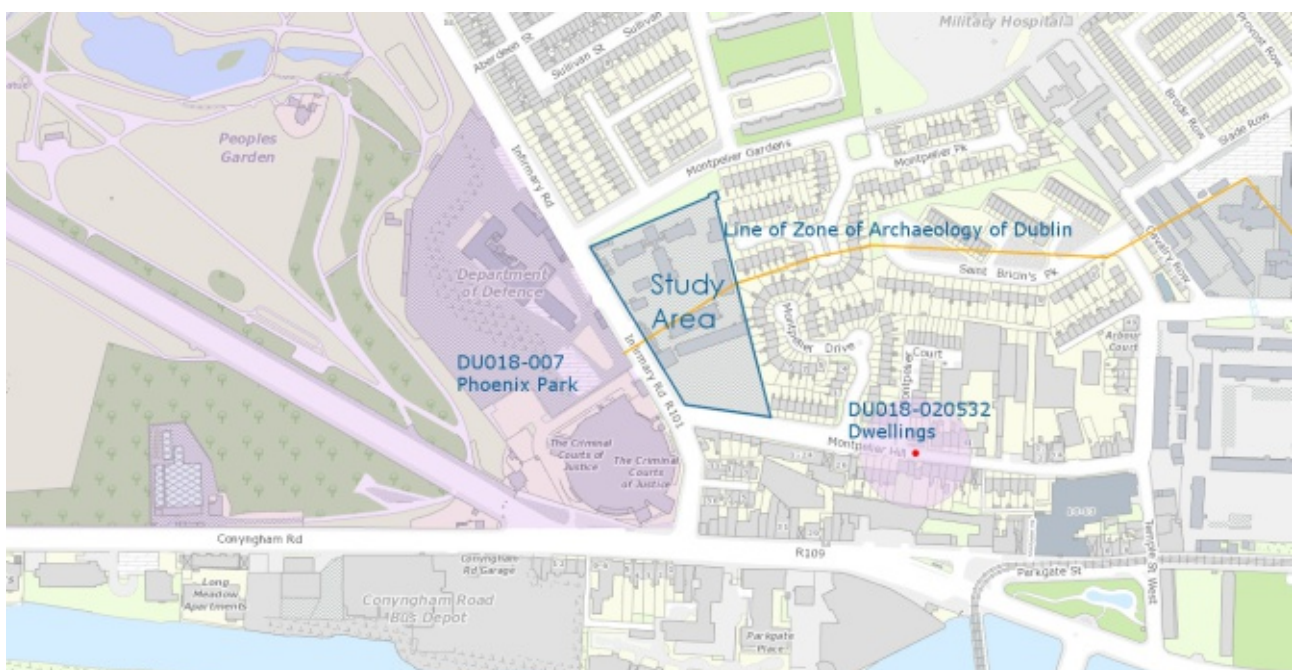 Military Hospital
Provost Row
Aberdeen St
Sullivan St
Sullivan
Peoples
Garden
Infirmary Rd
Montpelier Gardens
Montpelier Pk
Broder Row
Slade Row
Line of Zone of Archaeology of Dublin
Cavalry Row
Department
of Defence
Study
Area
Saint Bricin's Pk
Montpelier Drive
Montpelier Court
Arbour
Court
Infirmary Rd R101
DU018-007
Phoenix Park
DU018-020532
Dwellings
The Criminal
Courts of
Justice
The Criminal
Courts
of Justice
Montpelier Hill
Conyngham Rd
R109
Parkgate St
Temple St West
Conyngham
Rd Garage
Long
Meadow
Apartments
Conyngham Road
Bus Depot
Parkgate
Place